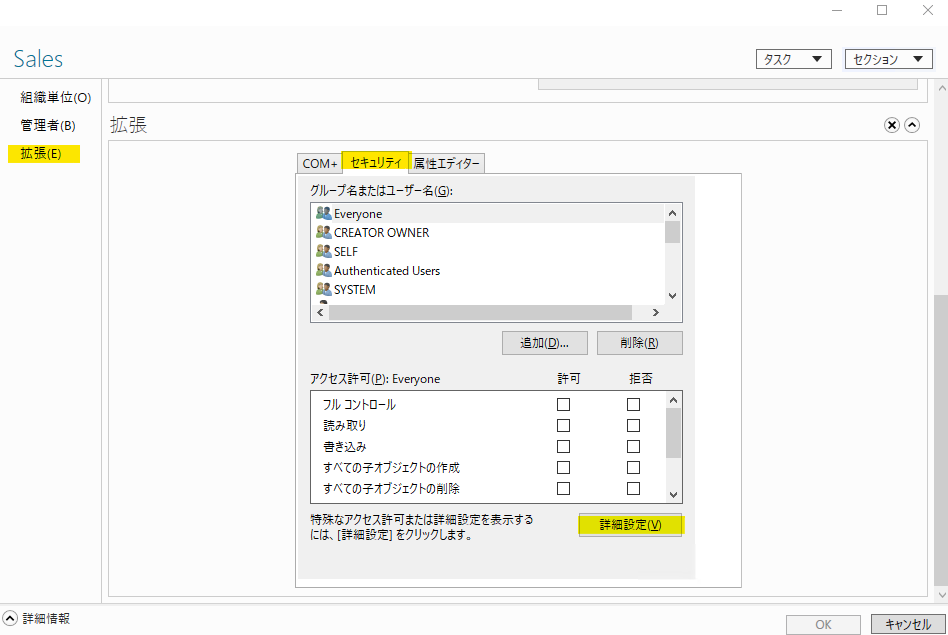 Sales
タスク
セクション
組織単位(O)
管理者(B)
拡張(E)
拡張
COM+
セキュリティ
属性エディター
グループ名またはユーザー名(G):
Everyone
CREATOR OWNER
SELF
Authenticated Users
SYSTEM
追加(D)...
削除(R)
アクセス許可(P): Everyone
許可
拒否
フル コントロール
読み取り
書き込み
すべての子オブジェクトの作成
すべての子オブジェクトの削除
特殊なアクセス許可または詳細設定を表示する
には、[詳細設定] をクリックします。
詳細設定(V)
詳細情報
OK
キャンセル